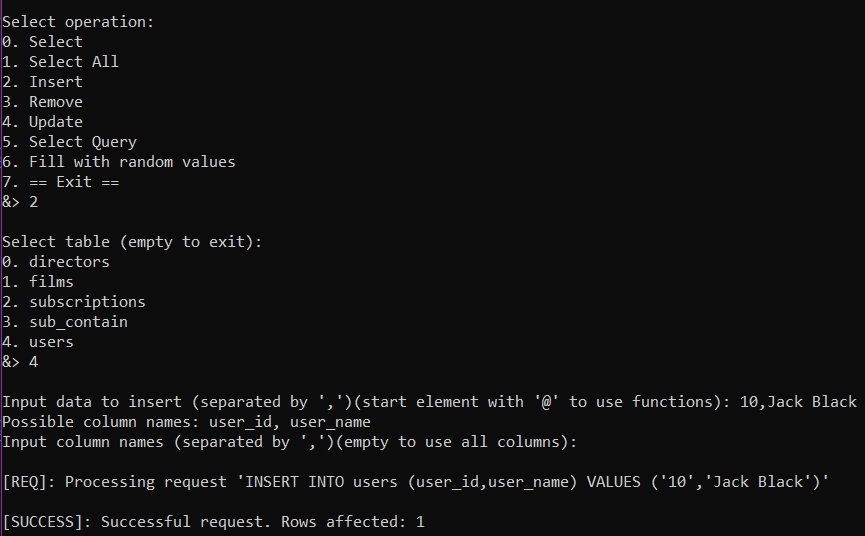 Select operation:
0. Select
1. Select All
2. Insert
3. Remove
4. Update
5. Select Query
6. Fill with random values
7. == Exit ==
&> 2
Select table (empty to exit):
0. directors
1. films
2. subscriptions
3. sub_contain
4. users
&> 4
Input data to insert (separated by ',')(start element with '@' to use functions): 10,Jack Black
Possible column names: user_id, user_name
Input column names (separated by ',')(empty to use all columns):
[REQ]: Processing request 'INSERT INTO users (user_id,user_name) VALUES ('10','Jack Black')'
[SUCCESS]: Successful request. Rows affected: 1